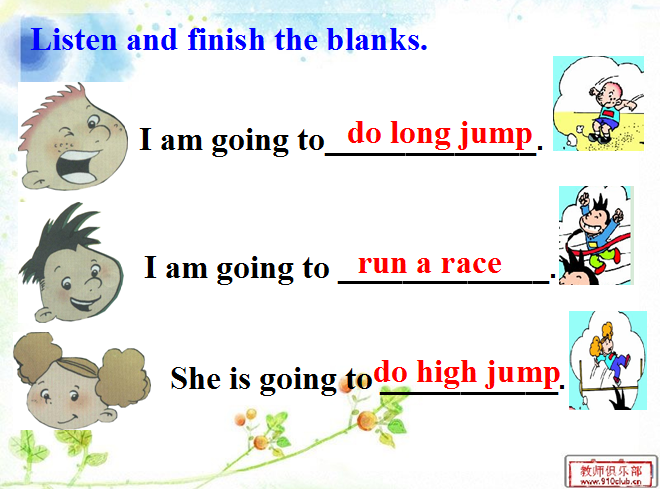 Listen and finish the blanks.
I am going to do long jump.
I am going to run a race.
She is going to do high jump.
教师俱乐部
www.910club.cn